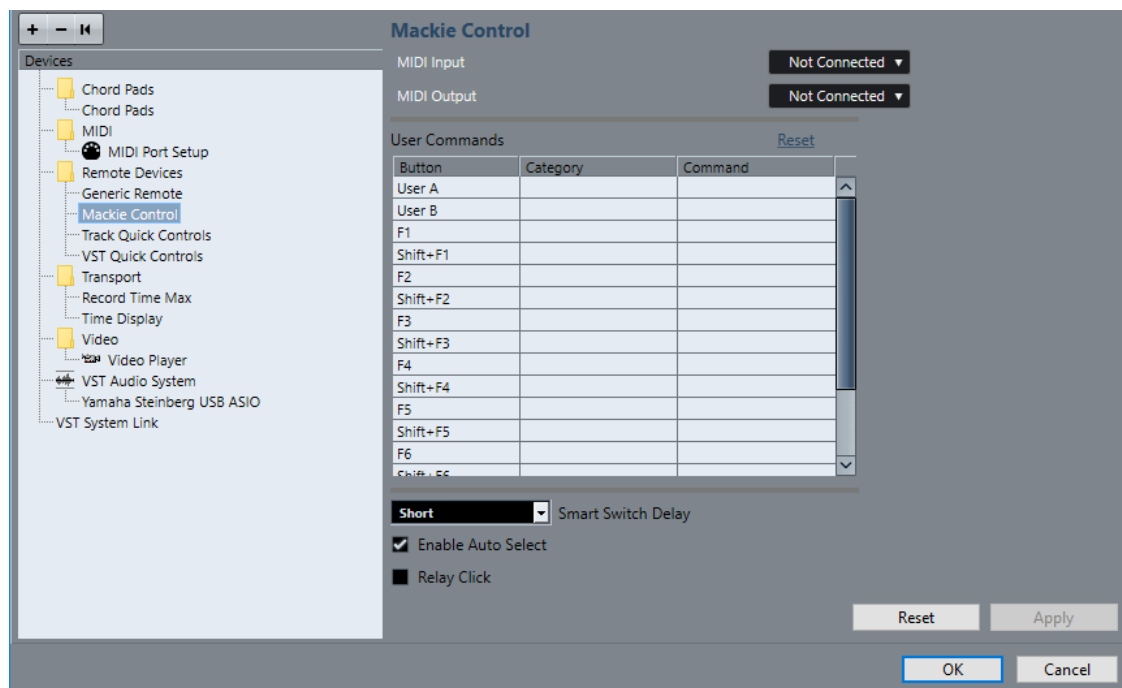 Devices
Chord Pads
Chord Pads
MIDI
MIDI Port Setup
Remote Devices
Generic Remote
Mackie Control
Track Quick Controls
VST Quick Controls
Transport
Record Time Max
Time Display
Video
Video Player
VST Audio System
Yamaha Steinberg USB ASIO
VST System Link
Mackie Control
MIDI Input Not Connected
MIDI Output Not Connected
User Commands Reset
Button Category Command
User A
User B
F1
Shift+F1
F2
Shift+F2
F3
Shift+F3
F4
Shift+F4
F5
Shift+F5
F6
Shift+F6
Short Smart Switch Delay
Enable Auto Select
Relay Click
Reset Apply
OK Cancel